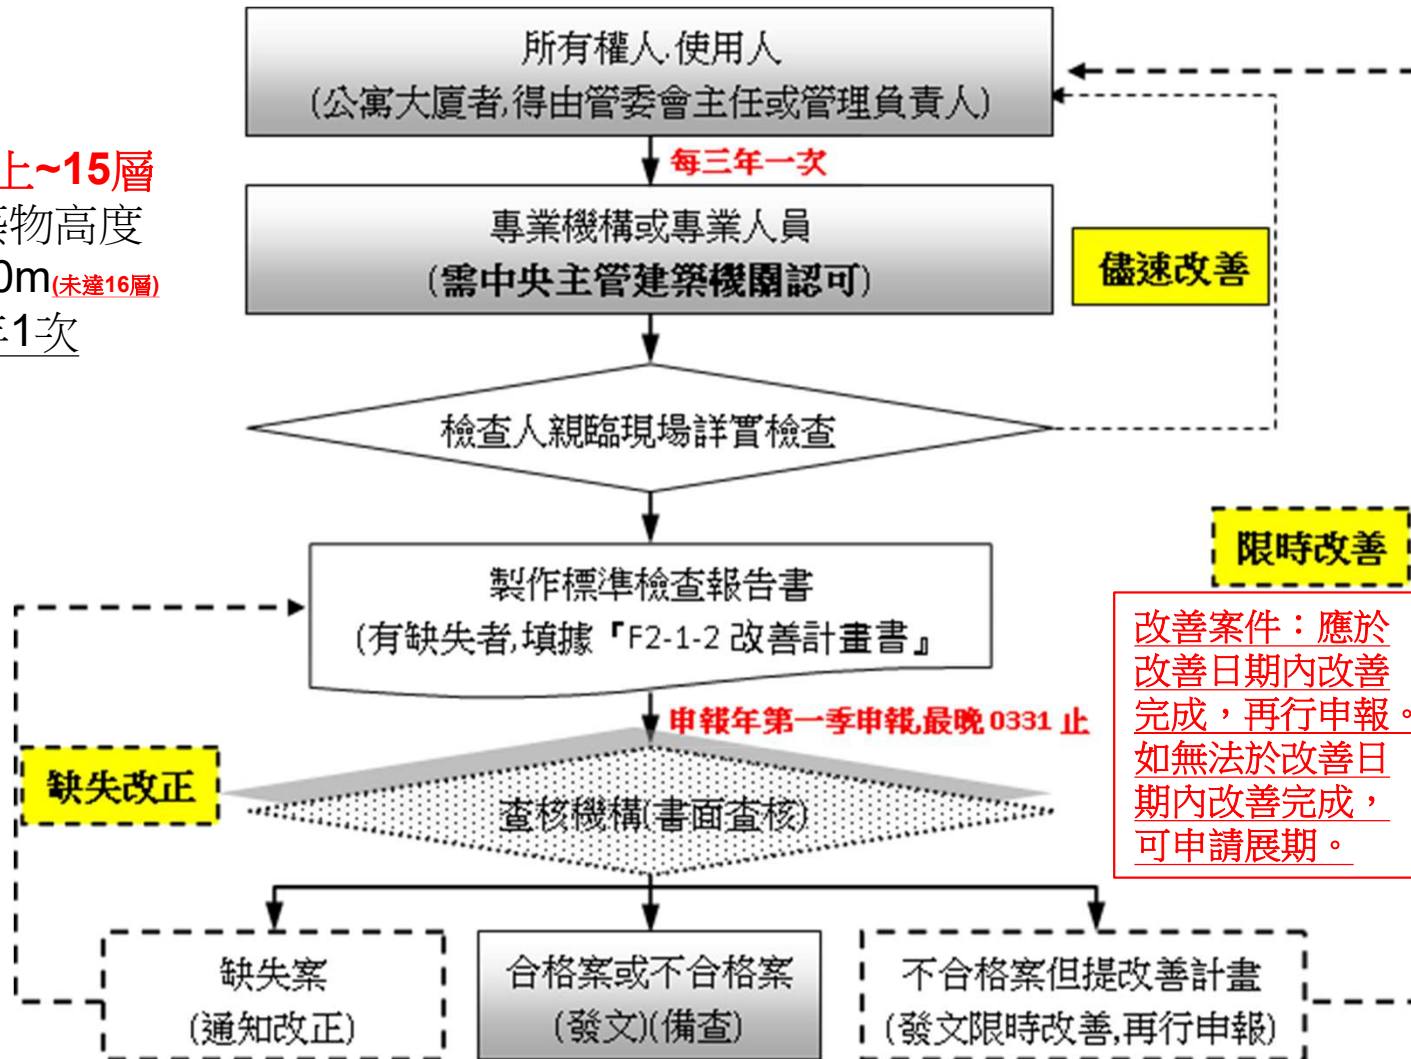 所有權人.使用人
(公寓大廈者,得由管委會主任或管理負責人)
上~15層
物高度
0m(未達16層)
1次
每三年一次
專業機構或專業人員
(需中央主管建築機關認可)
儘速改善
檢查人親臨現場詳實檢查
限時改善
製作標準檢查報告書
(有缺失者,填據『F2-1-2 改善計畫書』
改善案件：應於
改善日期內改善
完成，再行申報。
如無法於改善日
期內改善完成，
可申請展期。
申報年第一季申報,最晚 0331 止
缺失改正
查核機構(書面查核)
缺失案
(通知改正)
合格案或不合格案
(發文)(備查)
不合格案但提改善計畫
(發文限時改善,再行申報)